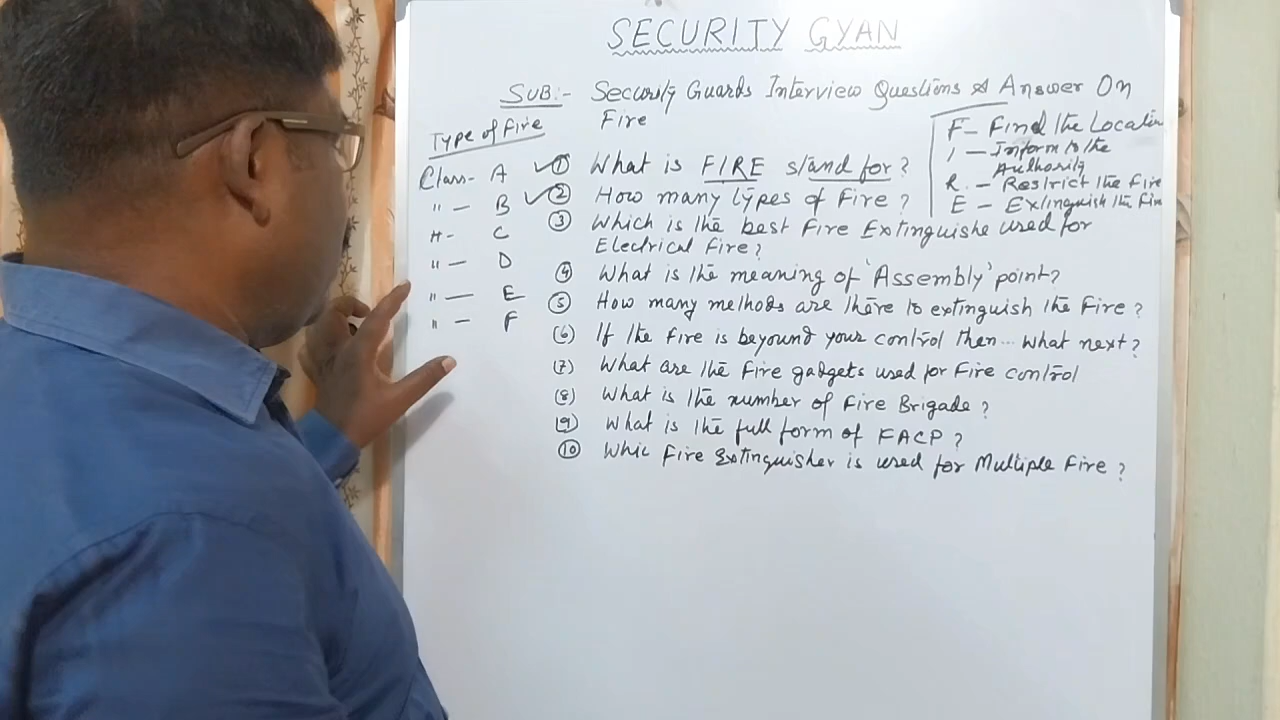 SECURITY GYAN
SUB:- Security Guards Interview Questions & Answer On
Fire
Type of Fire
Class - A
" - B
" - C
" - D
" - E
" - F
F - Find the Location
I - Inform to the
Authority
R. - Restrict the fire
E - Extinguish the fire
① What is FIRE stand for?
② How many types of Fire?
③ Which is the best Fire Extinguishe used for
Electrical Fire?
④ What is the meaning of 'Assembly' point?
⑤ How many methods are there to extinguish the Fire?
⑥ If the Fire is beyound your control then... What next?
⑦ What are the Fire gadgets used for Fire control
⑧ What is the number of Fire Brigade?
⑨ What is the full form of FACP?
⑩ Whic Fire Extinguisher is used for Multiple Fire?